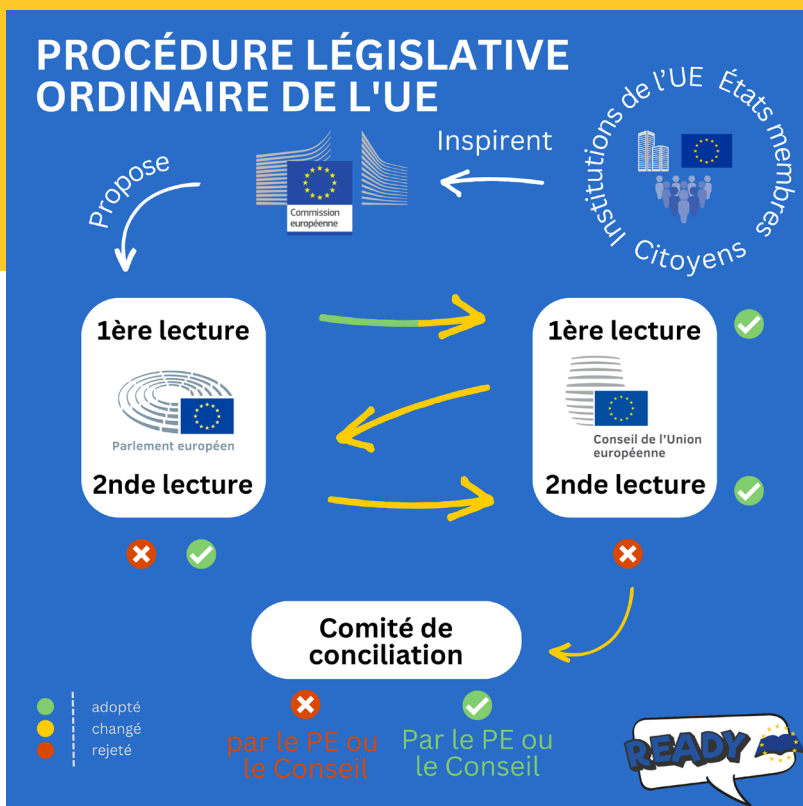 PROCÉDURE LÉGISLATIVE
ORDINAIRE DE L'UE
Institutions de l'UE
États membres
Citoyens
Inspirent
Propose
Commission
européenne
1ère lecture
Parlement européen
2nde lecture
1ère lecture
Conseil de l'Union
européenne
2nde lecture
Comité de
conciliation
par le PE ou
le Conseil
Par le PE ou
le Conseil
adopté
changé
rejeté
READY